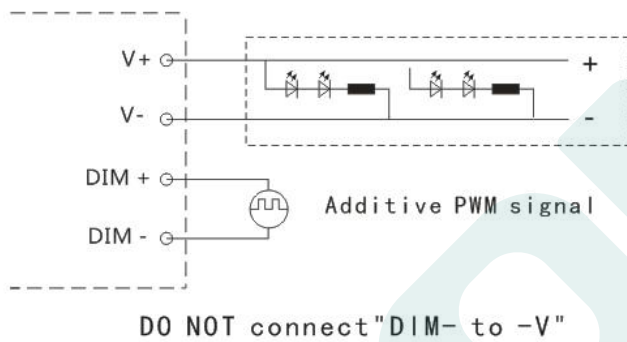 V+
+
V-
-
DIM +
Additive PWM signal
DIM -
DO NOT connect"DIM- to -V"